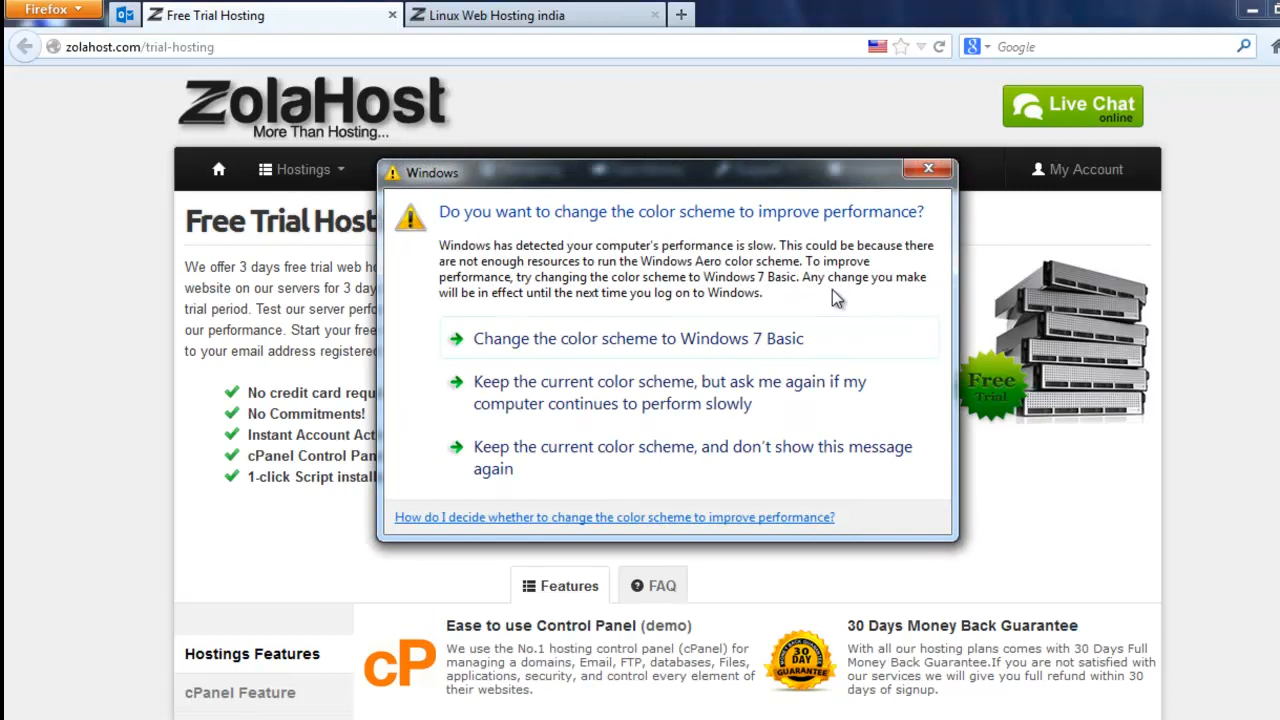 Firefox
Free Trial Hosting
Linux Web Hosting india
zolahost.com/trial-hosting
Google
ZolaHost
More Than Hosting...
Live Chat
online
Hostings
My Account
Windows
Free Trial Host
Do you want to change the color scheme to improve performance?
We offer 3 days free trial web h
website on our servers for 3 day
trial period. Test our server perf
our performance. Start your free
to your email address registered
Windows has detected your computer's performance is slow. This could be because there
are not enough resources to run the Windows Aero color scheme. To improve
performance, try changing the color scheme to Windows 7 Basic. Any change you make
will be in effect until the next time you log on to Windows.
Change the color scheme to Windows 7 Basic
Keep the current color scheme, but ask me again if my
computer continues to perform slowly
Keep the current color scheme, and don't show this message
again
How do I decide whether to change the color scheme to improve performance?
No credit card requ
No Commitments!
Instant Account Act
cPanel Control Pan
1-click Script install
Free
Trial
Features
FAQ
Hostings Features
cPanel Feature
cP
Ease to use Control Panel (demo)
We use the No.1 hosting control panel (cPanel) for
managing a domains, Email, FTP, databases, Files,
applications, security, and control every element of
their websites.
30 DAY
GUARANTEE
30 Days Money Back Guarantee
With all our hosting plans comes with 30 Days Full
Money Back Guarantee.If you are not satisfied with
our services we will give you full refund within 30
days of signup.